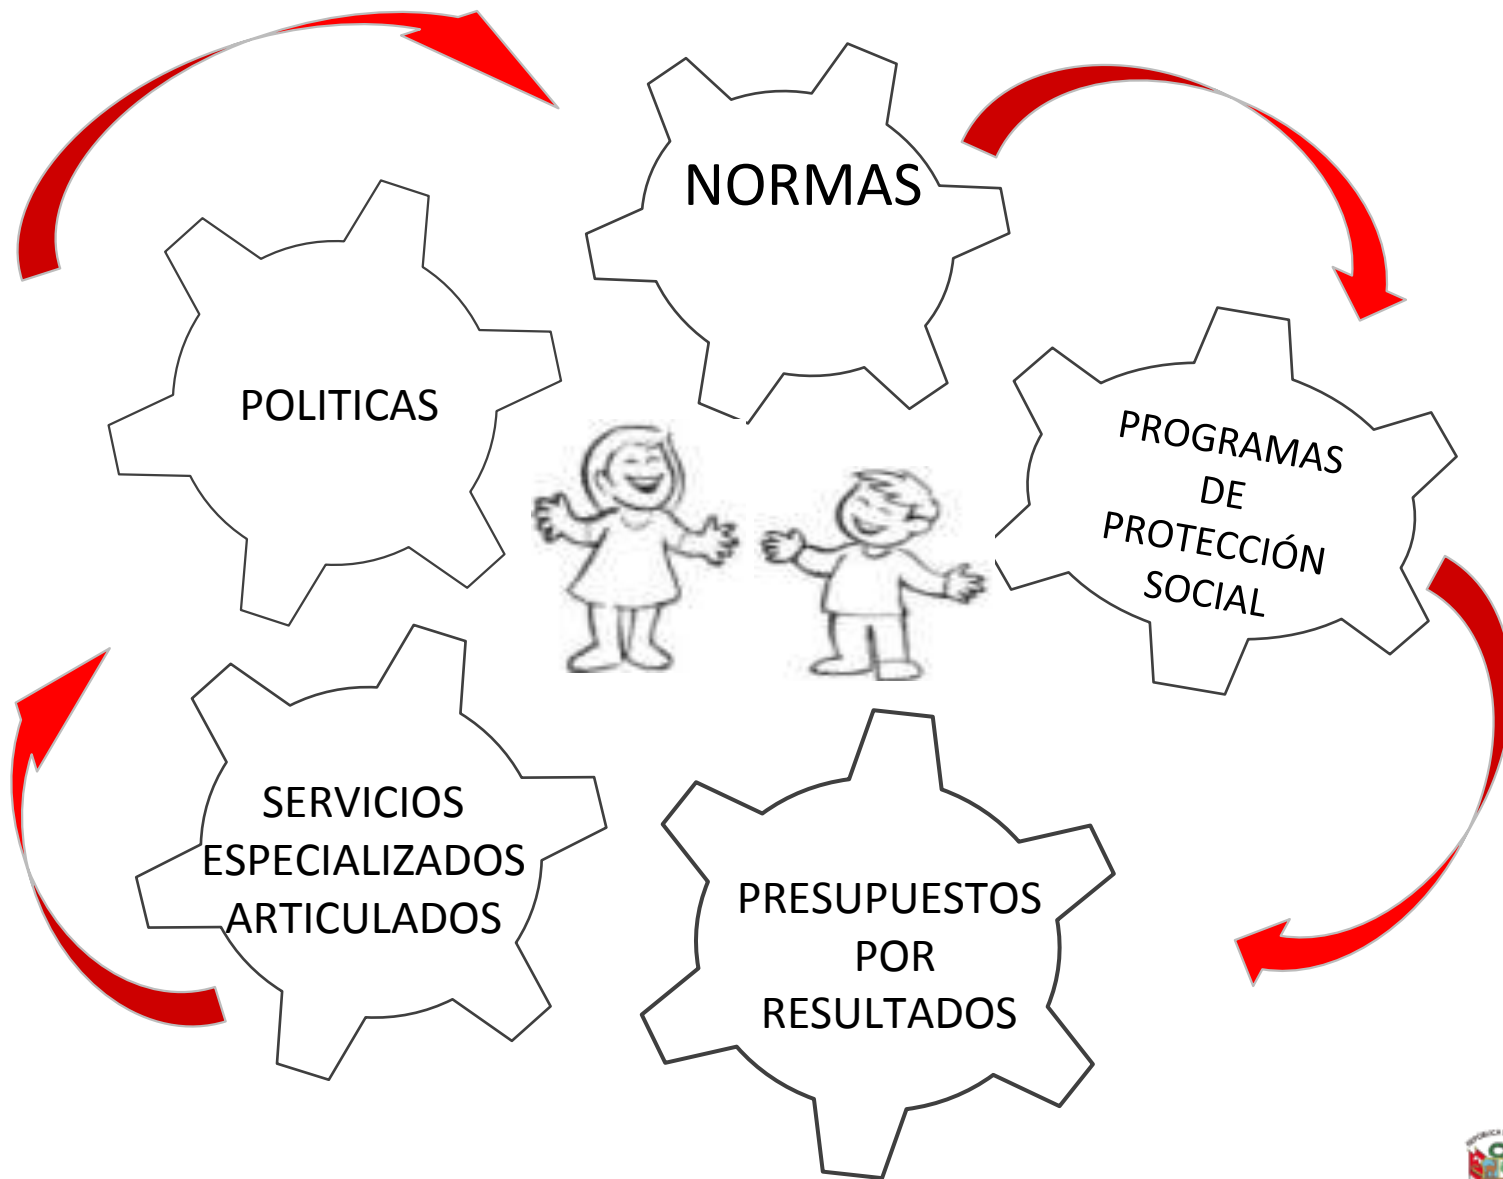 NORMAS
POLITICAS
PROGRAMAS
DE
PROTECCIÓN
SOCIAL
SERVICIOS
ESPECIALIZADOS
ARTICULADOS
PRESUPUESTOS
POR
RESULTADOS